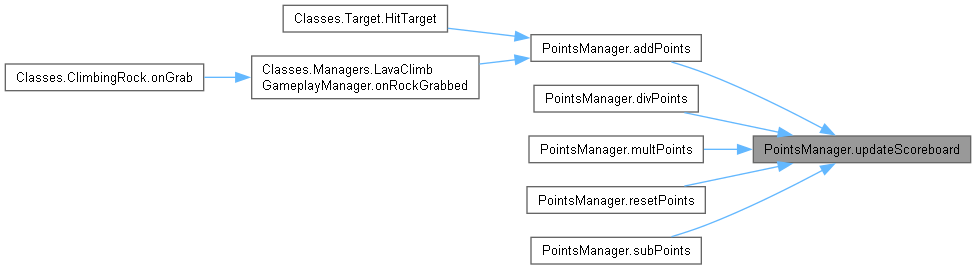 Classes.Target.HitTarget
PointsManager.addPoints
Classes.ClimbingRock.onGrab
Classes.Managers.LavaClimb
GameplayManager.onRockGrabbed
PointsManager.divPoints
PointsManager.multPoints
PointsManager.updateScoreboard
PointsManager.resetPoints
PointsManager.subPoints